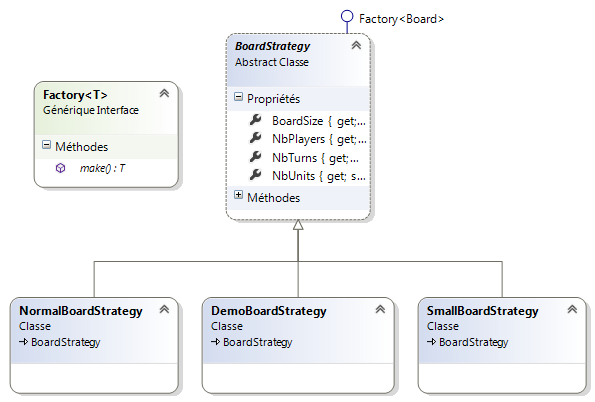 Factory<Board>
BoardStrategy
Abstract Classe
Propriétés
BoardSize { get;...
NbPlayers { get;...
NbTurns { get;...
NbUnits { get; s...
Méthodes
Factory<T>
Générique Interface
Méthodes
make() : T
NormalBoardStrategy
Classe
BoardStrategy
DemoBoardStrategy
Classe
BoardStrategy
SmallBoardStrategy
Classe
BoardStrategy